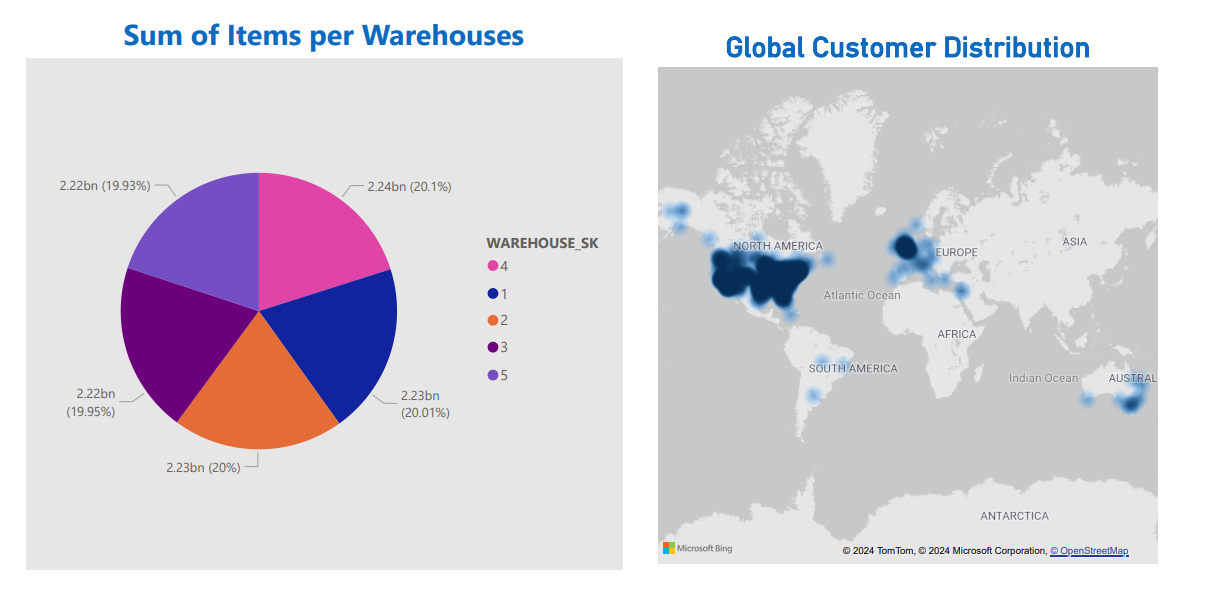 Sum of Items per Warehouses
2.22bn (19.93%)
2.24bn (20.1%)
2.22bn
(19.95%)
2.23bn
(20.01%)
2.23bn (20%)
WAREHOUSE_SK
4
1
2
3
5
Global Customer Distribution
NORTH AMERICA
EUROPE
ASIA
Atlantic Ocean
AFRICA
SOUTH AMERICA
Indian Ocean
AUSTRAL
ANTARCTICA
Microsoft Bing
© 2024 TomTom, © 2024 Microsoft Corporation, © OpenStreetMap